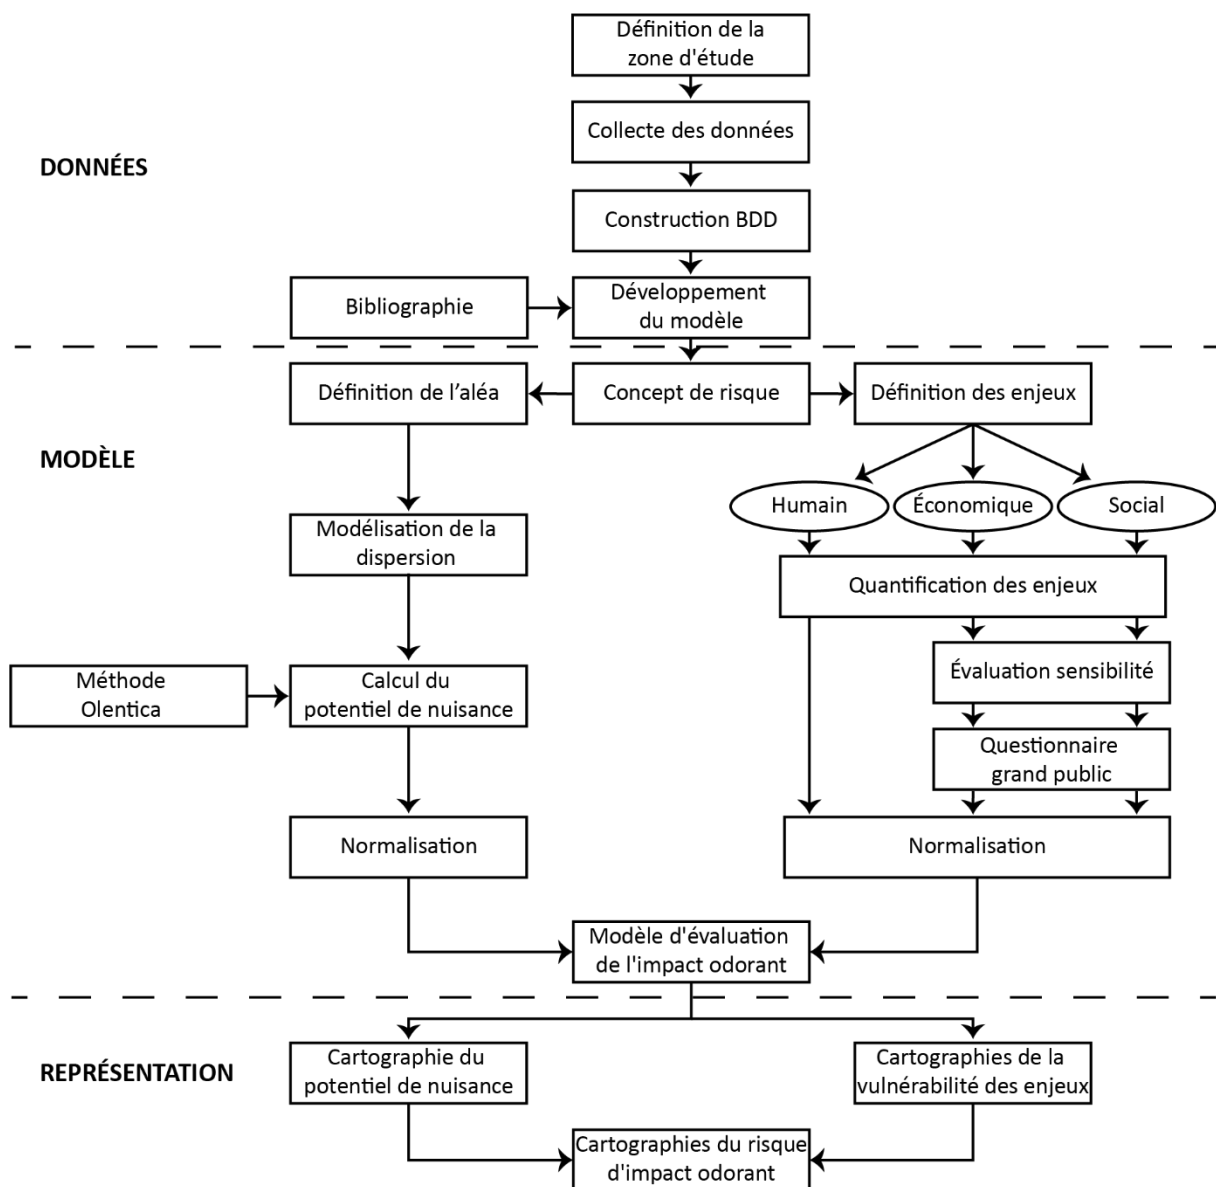 Définition de la
zone d'étude
Collecte des données
DONNÉES
Construction BDD
Bibliographie
Développement
du modèle
Définition de l’aléa
Concept de risque
Définition des enjeux
MODÈLE
Humain
Économique
Social
Modélisation de la
dispersion
Quantification des enjeux
Évaluation sensibilité
Méthode
Olentica
Calcul du
potentiel de nuisance
Questionnaire
grand public
Normalisation
Normalisation
Modèle d'évaluation
de l'impact odorant
REPRÉSENTATION
Cartographie du
potentiel de nuisance
Cartographies de la
vulnérabilité des enjeux
Cartographies du risque
d'impact odorant